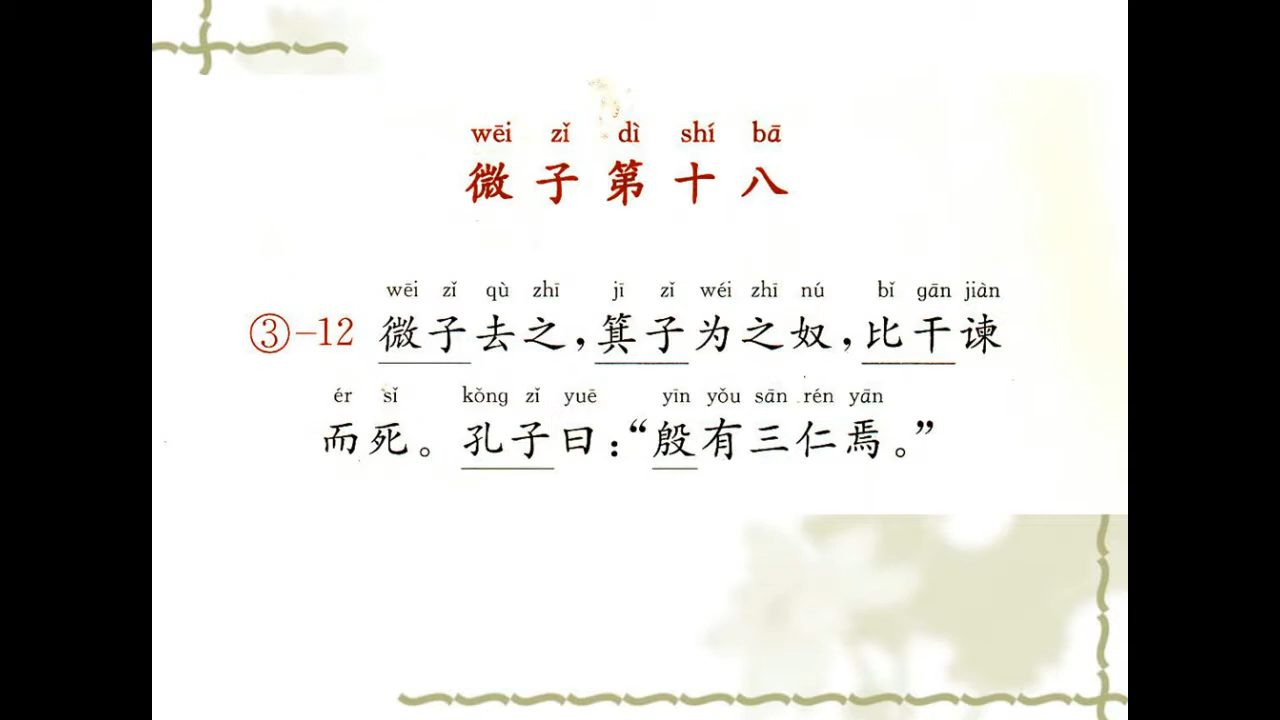 wēi zǐ dì shí bā
微子第十八
wēi zǐ qù zhī jī zǐ wéi zhī nú bǐ gān jiàn
③-12 微子去之，箕子为之奴，比干谏
ér sǐ kǒng zǐ yuē yīn yǒu sān rén yān
而死。孔子曰：“殷有三仁焉。”